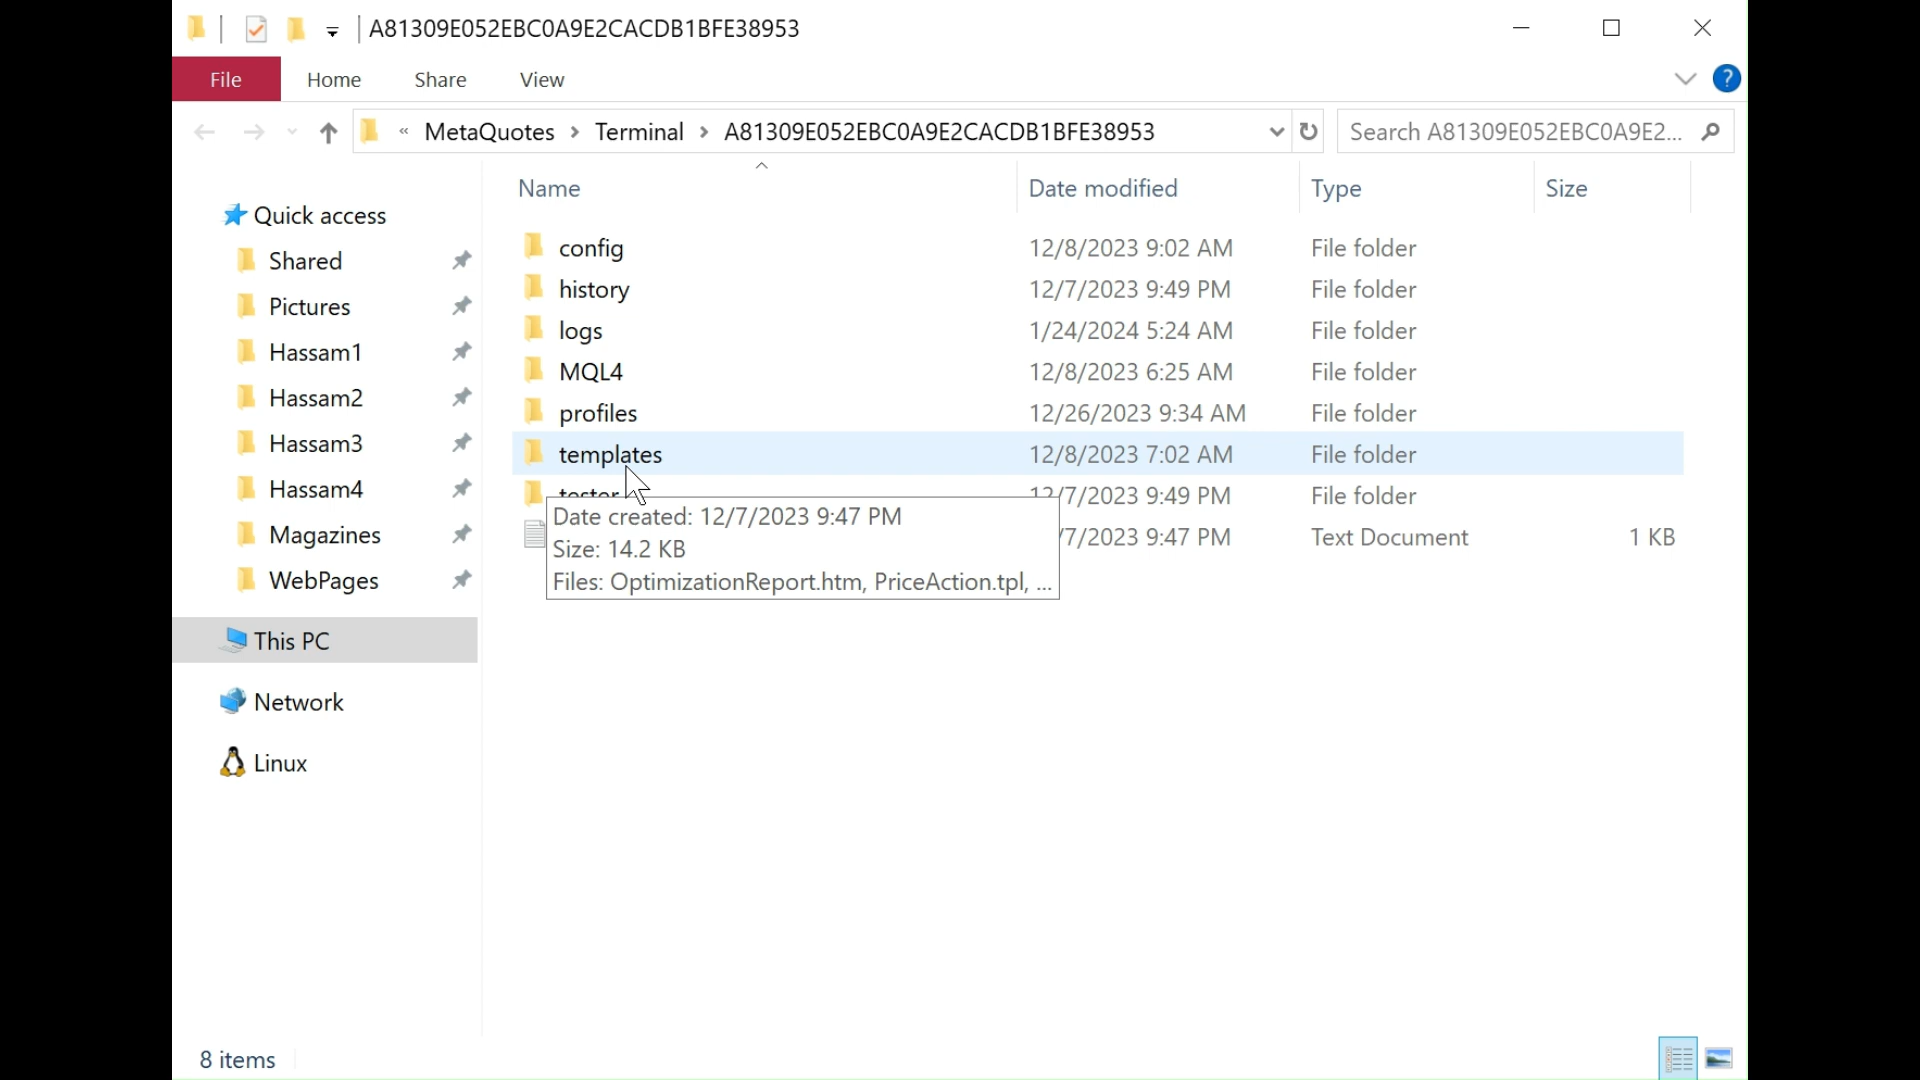 A81309E052EBC0A9E2CACDB1BFE38953
File Home Share View
?
« MetaQuotes > Terminal > A81309E052EBC0A9E2CACDB1BFE38953
Search A81309E052EBC0A9E2...
Name Date modified Type Size
Quick access
Shared
Pictures
Hassam1
Hassam2
Hassam3
Hassam4
Magazines
WebPages
This PC
Network
Linux
config 12/8/2023 9:02 AM File folder
history 12/7/2023 9:49 PM File folder
logs 1/24/2024 5:24 AM File folder
MQL4 12/8/2023 6:25 AM File folder
profiles 12/26/2023 9:34 AM File folder
templates 12/8/2023 7:02 AM File folder
tester 12/7/2023 9:49 PM File folder
/7/2023 9:47 PM Text Document 1 KB
Date created: 12/7/2023 9:47 PM
Size: 14.2 KB
Files: OptimizationReport.htm, PriceAction.tpl, ...
8 items